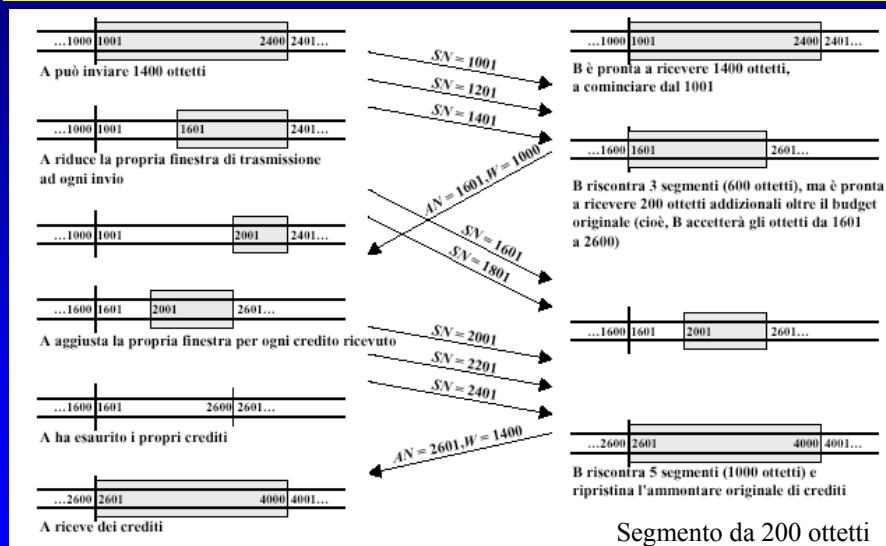 ...1000 1001 2400 2401...
A può inviare 1400 ottetti
...1000 1001 1601 2401...
A riduce la propria finestra di trasmissione
ad ogni invio
...1000 1001 2001 2401...
...1600 1601 2001 2601...
A aggiusta la propria finestra per ogni credito ricevuto
...1600 1601 2600 2601...
A ha esaurito i propri crediti
...2600 2601 4000 4001...
A riceve dei crediti
SN = 1001
SN = 1201
SN = 1401
AN = 1601,W = 1000
SN = 1601
SN = 1801
SN = 2001
SN = 2201
SN = 2401
AN = 2601,W = 1400
...1000 1001 2400 2401...
B è pronta a ricevere 1400 ottetti,
a cominciare dal 1001
...1600 1601 2601...
B riscontra 3 segmenti (600 ottetti), ma è pronta
a ricevere 200 ottetti addizionali oltre il budget
originale (cioè, B accetterà gli ottetti da 1601
a 2600)
...1600 1601 2001 2601...
...2600 2601 4000 4001...
B riscontra 5 segmenti (1000 ottetti) e
ripristina l'ammontare originale di crediti
Segmento da 200 ottetti